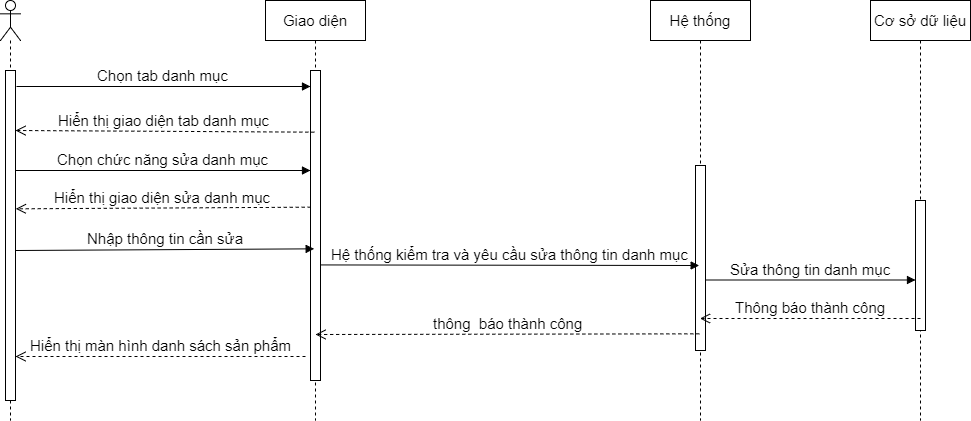 Giao diện
Hệ thống
Cơ sở dữ liệu
Chọn tab danh mục
Hiển thị giao diện tab danh mục
Chọn chức năng sửa danh mục
Hiển thị giao diện sửa danh mục
Nhập thông tin cần sửa
Hệ thống kiểm tra và yêu cầu sửa thông tin danh mục
Sửa thông tin danh mục
Thông báo thành công
thông báo thành công
Hiển thị màn hình danh sách sản phẩm